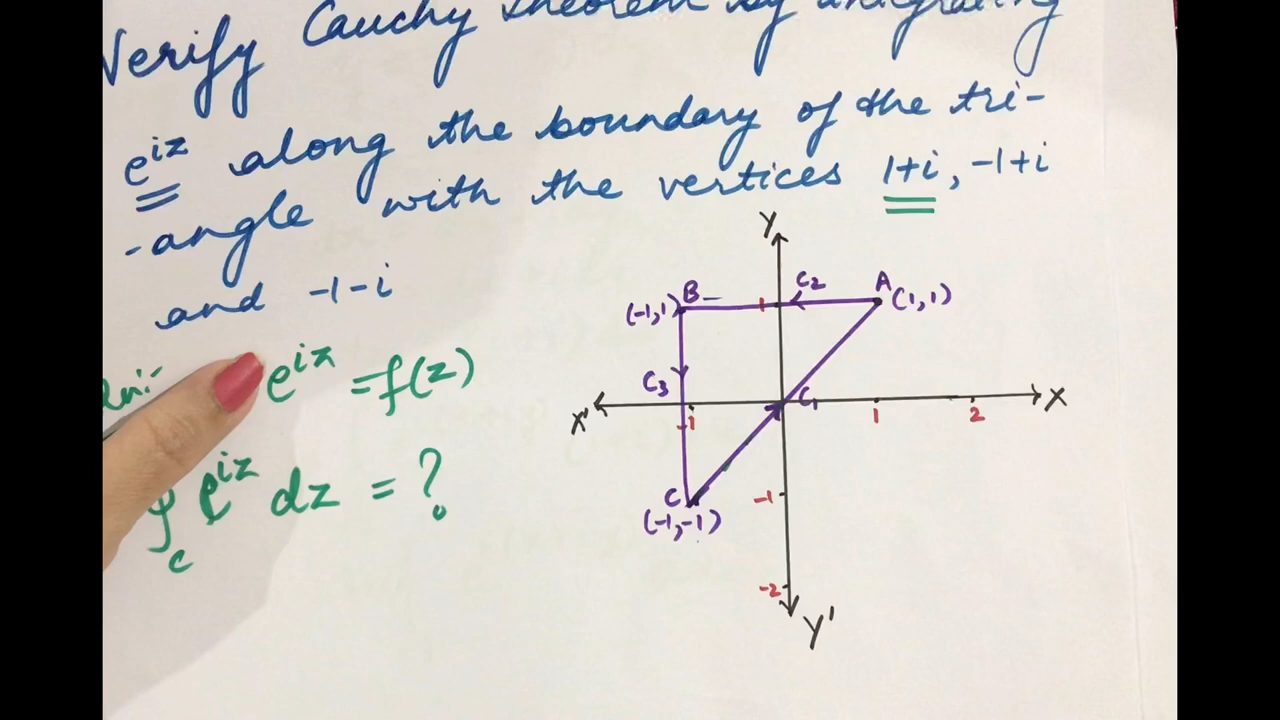 Verify Cauchy theorem by integrating
e^{iz} along the boundary of the tri-
-angle with the vertices 1+i, -1+i
and -1-i
e^{iz} = f(z)
∮_c e^{iz} dz = ?
Y
B C2 A
(-1,1) 1 (1,1)
C3 C1
X' -1 1 2 X
C -1
(-1,-1)
-2
Y'